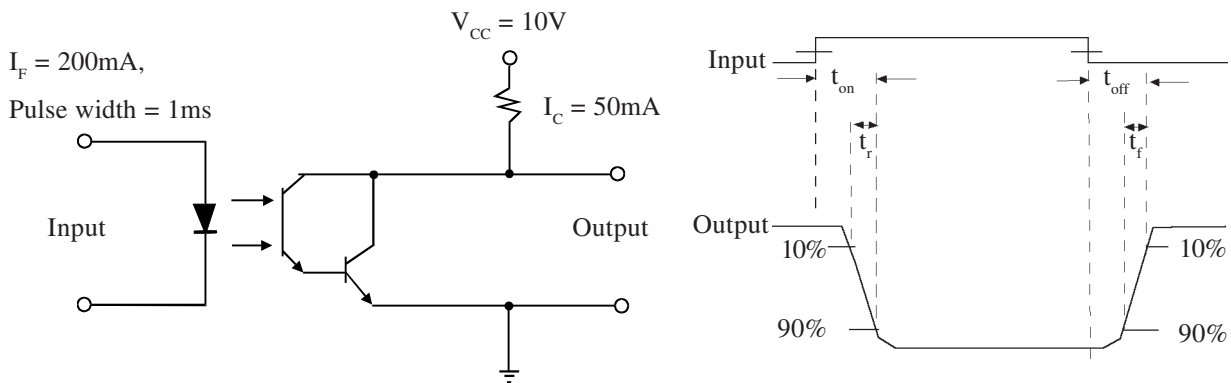 V_CC = 10V
I_F = 200mA,
Pulse width = 1ms
I_C = 50mA
Input
Output
Input
t_on
t_off
t_r
t_f
Output
10%
10%
90%
90%